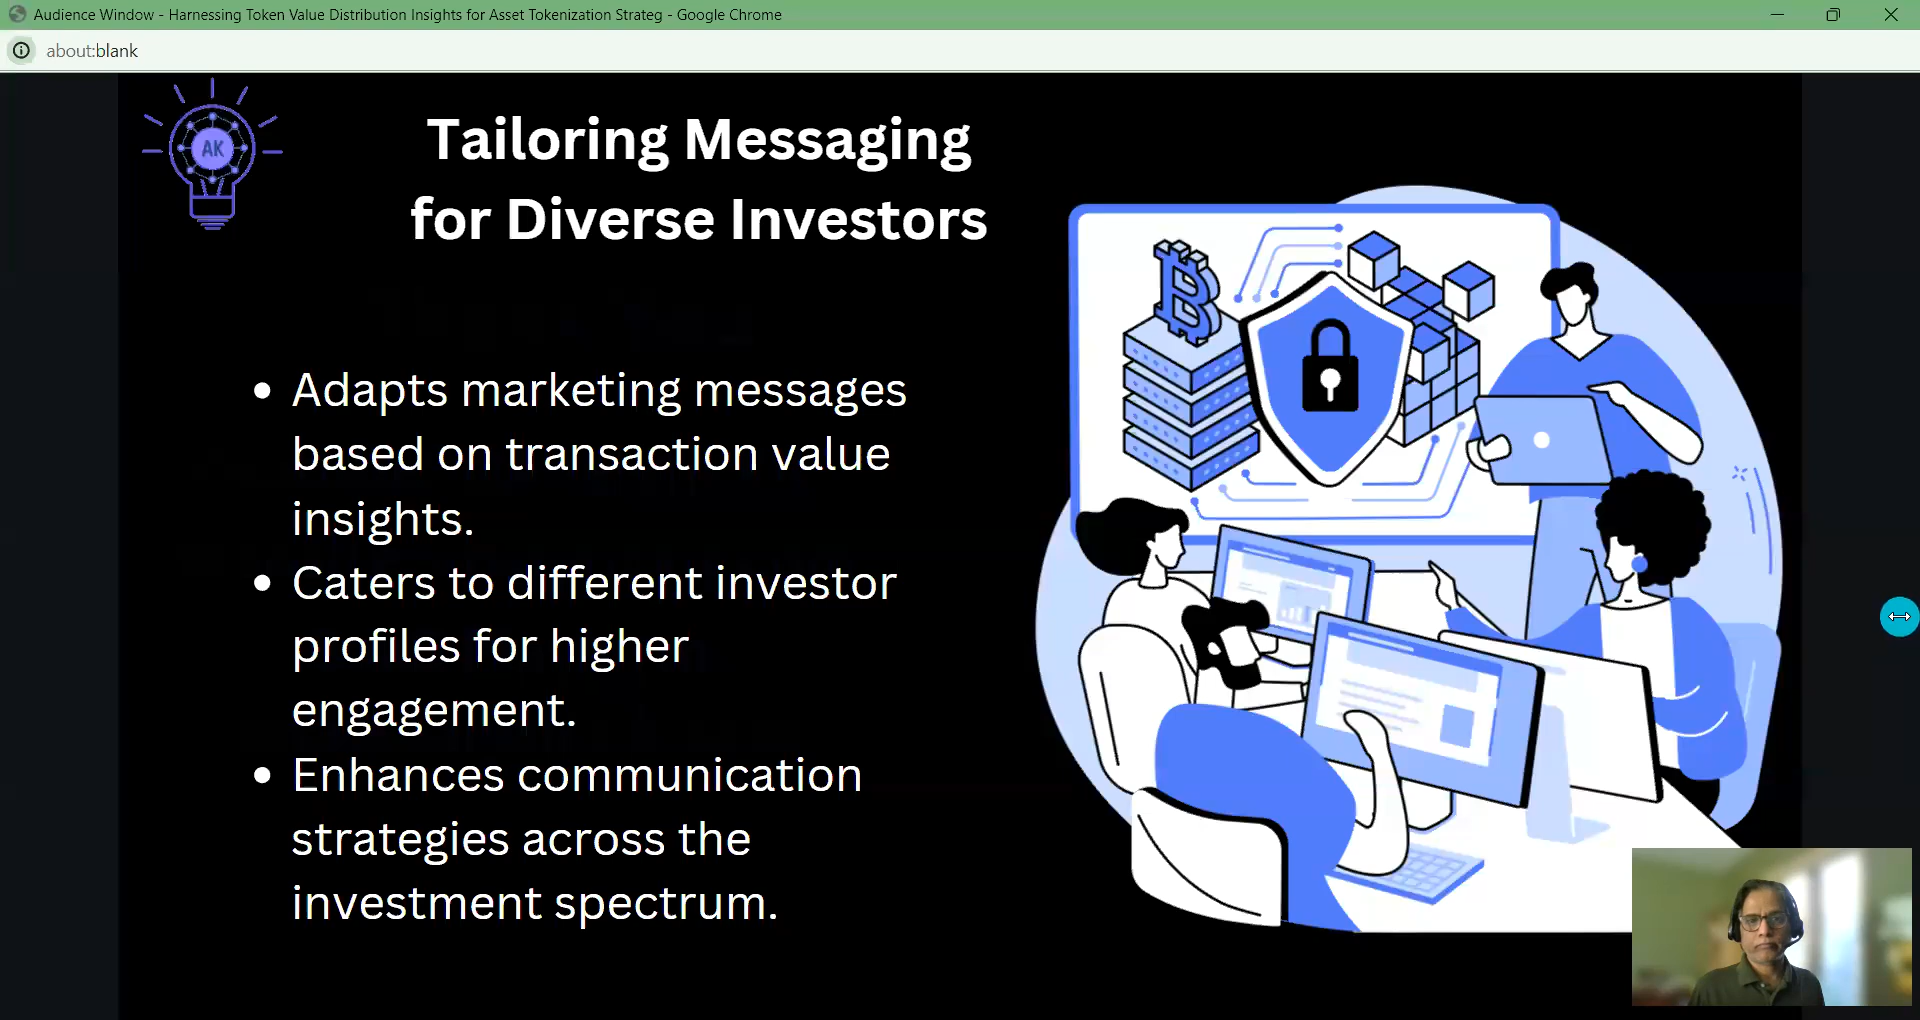 Audience Window - Harnessing Token Value Distribution Insights for Asset Tokenization Strateg - Google Chrome
about:blank
AK
Tailoring Messaging
for Diverse Investors
• Adapts marketing messages
based on transaction value
insights.
• Caters to different investor
profiles for higher
engagement.
• Enhances communication
strategies across the
investment spectrum.